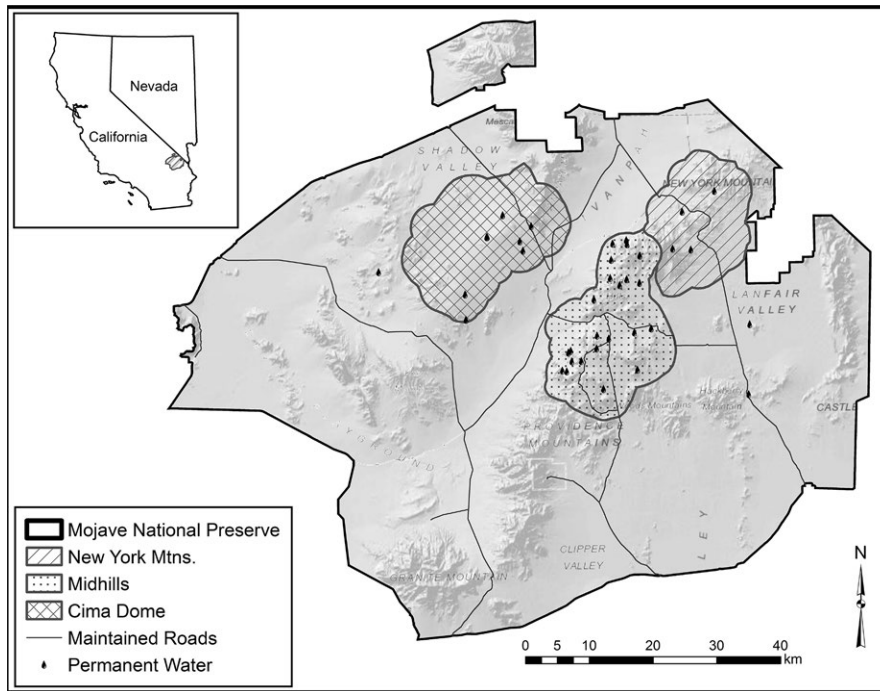 Nevada
California
SHADOW
VALLEY
IVANPAH
NEW YORK MOUNTAI
LANFAIR
VALLEY
CASTLE
PROVIDENCE
MOUNTAINS
CLIPPER
VALLEY
LEY
GRANITE MOUNTAIN
Mojave National Preserve
New York Mtns.
Midhills
Cima Dome
Maintained Roads
Permanent Water
N
0 5 10 20 30 40
km